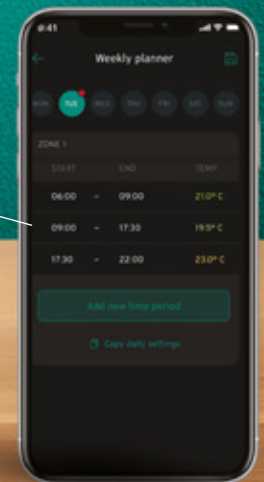 9:41
Weekly planner
MON TUE WED THU FRI SAT SUN
ZONE 1
START END TEMP
06:00 - 09:00 21.0° C
09:00 - 17:30 19.5° C
17:30 - 22:00 23.0° C
Add new time period
Copy daily settings